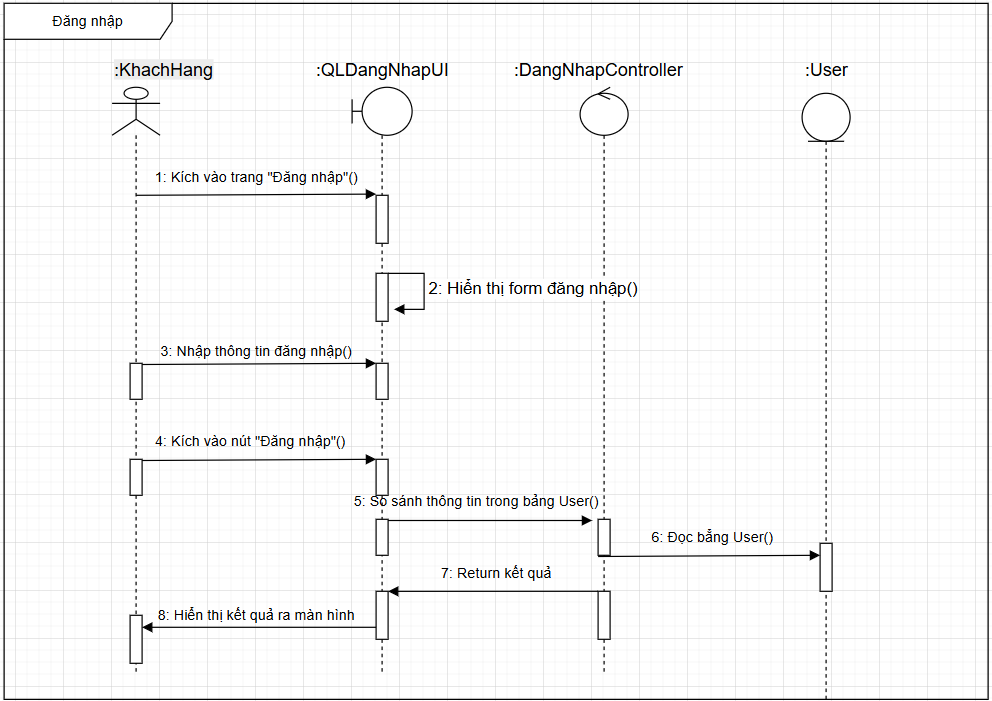 Đăng nhập
:KhachHang
:QLDangNhapUI
:DangNhapController
:User
1: Kích vào trang "Đăng nhập"()
2: Hiển thị form đăng nhập()
3: Nhập thông tin đăng nhập()
4: Kích vào nút "Đăng nhập"()
5: So sánh thông tin trong bảng User()
6: Đọc bẳng User()
7: Return kết quả
8: Hiển thị kết quả ra màn hình